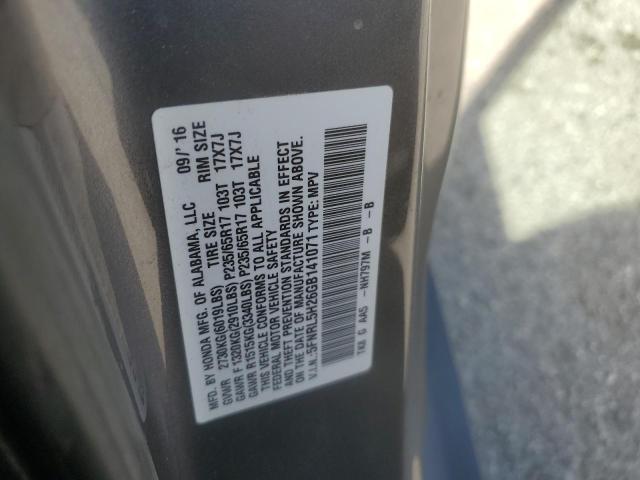 MFD. BY HONDA MFG. OF ALABAMA, LLC 09/' 16
GVWR 2730KG(6019LBS) TIRE SIZE RIM SIZE
GAWR F 1320KG(2910LBS) P235/65R17 103T 17X7J
GAWR R1515KG(3340LBS) P235/65R17 103T 17X7J
THIS VEHICLE CONFORMS TO ALL APPLICABLE
FEDERAL MOTOR VEHICLE SAFETY
AND THEFT PREVENTION STANDARDS IN EFFECT
ON THE DATE OF MANUFACTURE SHOWN ABOVE.
V.I.N.:5FNRL5H26GB141071 TYPE: MPV
TK8 G AA5 -NH797M -B -B